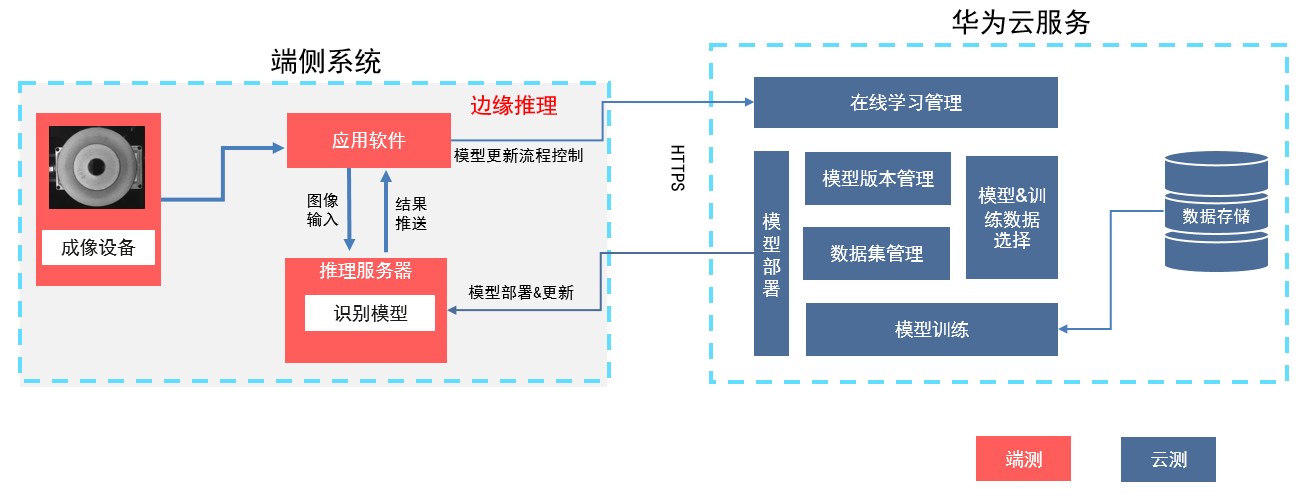 华为云服务
端侧系统
边缘推理
在线学习管理
应用软件
模型更新流程控制
HTTPS
成像设备
图像
输入
结果
推送
推理服务器
识别模型
模型部署&更新
模型部署
模型版本管理
数据集管理
模型&训
练数据
选择
模型训练
数据存储
端测
云测